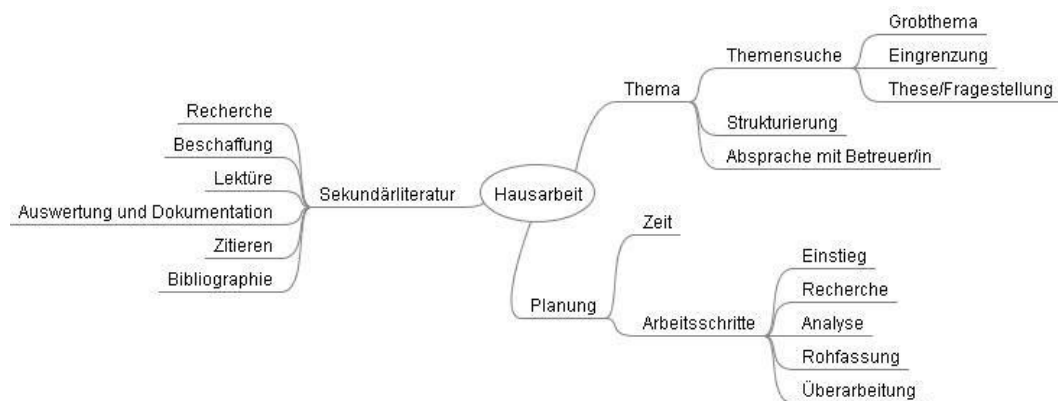 Hausarbeit
Thema
Themensuche
Grobthema
Eingrenzung
These/Fragestellung
Strukturierung
Absprache mit Betreuer/in
Planung
Zeit
Arbeitsschritte
Einstieg
Recherche
Analyse
Rohfassung
Überarbeitung
Sekundärliteratur
Recherche
Beschaffung
Lektüre
Auswertung und Dokumentation
Zitieren
Bibliographie